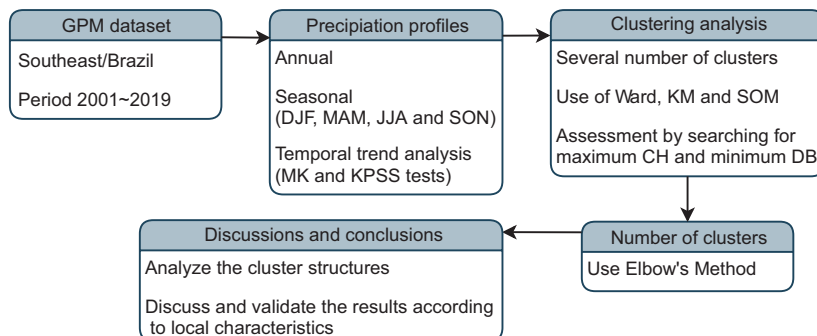 GPM dataset
Southeast/Brazil
Period 2001~2019
Precipiation profiles
Annual
Seasonal
(DJF, MAM, JJA and SON)
Temporal trend analysis
(MK and KPSS tests)
Clustering analysis
Several number of clusters
Use of Ward, KM and SOM
Assessment by searching for
maximum CH and minimum DB
Number of clusters
Use Elbow's Method
Discussions and conclusions
Analyze the cluster structures
Discuss and validate the results according
to local characteristics